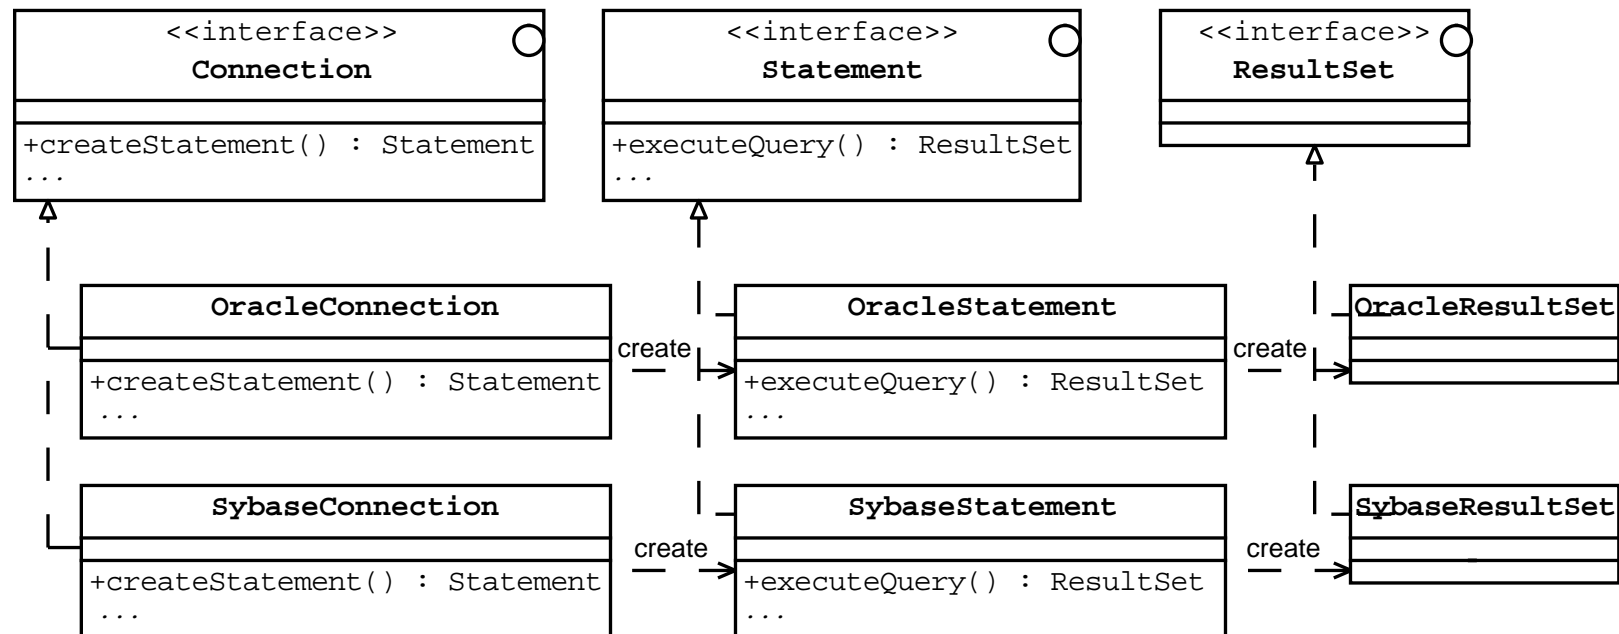 <<interface>>
Connection
+createStatement() : Statement
...
<<interface>>
Statement
+executeQuery() : ResultSet
...
<<interface>>
ResultSet
OracleConnection
+createStatement() : Statement
...
create
OracleStatement
+executeQuery() : ResultSet
...
create
OracleResultSet
SybaseConnection
+createStatement() : Statement
...
create
SybaseStatement
+executeQuery() : ResultSet
...
create
SybaseResultSet